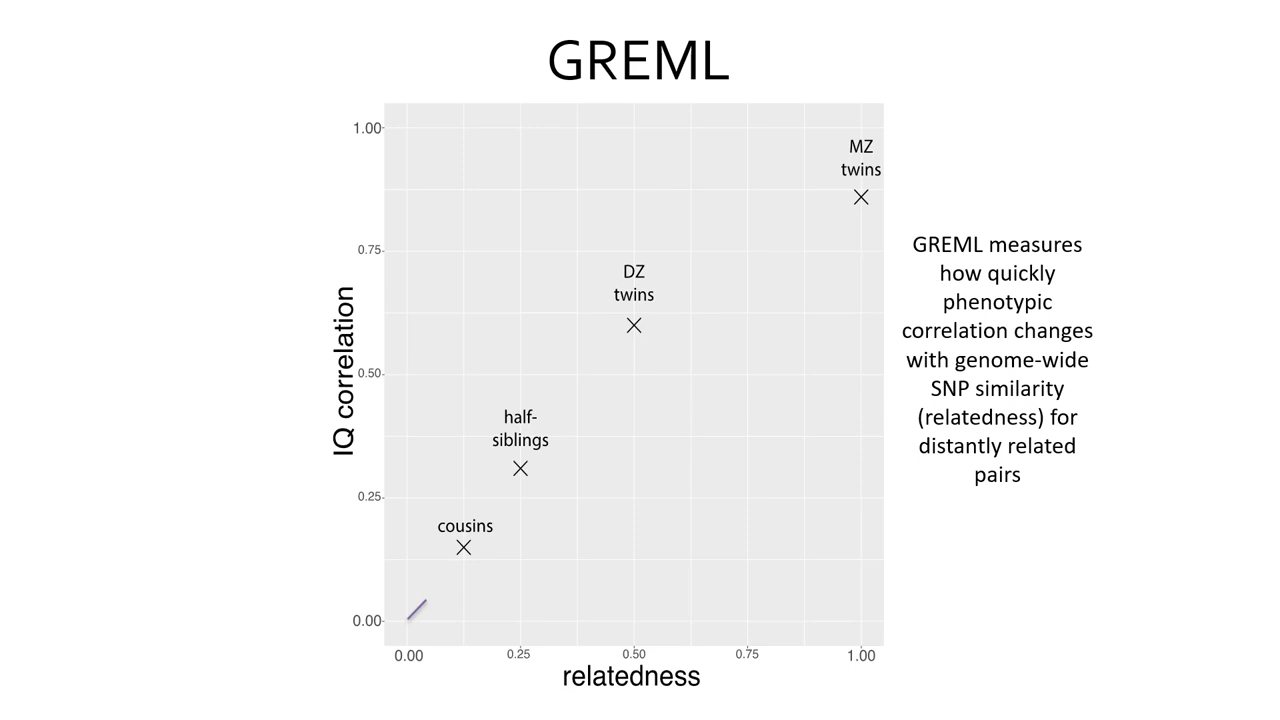 GREML
1.00
0.75
0.50
0.25
0.00
IQ correlation
MZ
twins
DZ
twins
half-
siblings
cousins
0.00
0.25
0.50
0.75
1.00
relatedness
GREML measures
how quickly
phenotypic
correlation changes
with genome-wide
SNP similarity
(relatedness) for
distantly related
pairs